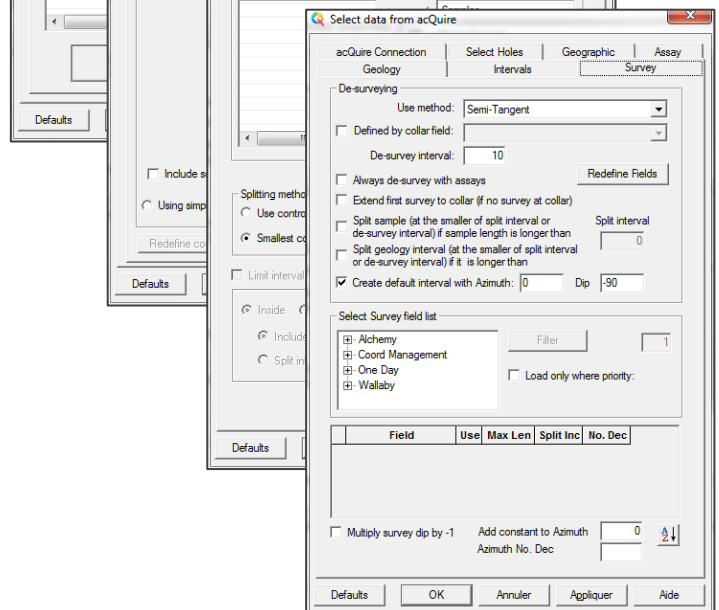 Select data from acQuire
acQuire Connection Select Holes Geographic Assay
Geology Intervals Survey
De-surveying
Use method: Semi-Tangent
Defined by collar field:
De-survey interval: 10
Redefine Fields
Always de-survey with assays
Extend first survey to collar (if no survey at collar)
Split sample (at the smaller of split interval or
de-survey interval) if sample length is longer than
Split interval
0
Split geology interval (at the smaller of split interval
or de-survey interval) if it is longer than
Create default interval with Azimuth: 0 Dip -90
Select Survey field list
Alchemy
Coord Management
One Day
Wallaby
Filter 1
Load only where priority:
Field Use Max Len Split Inc No. Dec
Multiply survey dip by -1 Add constant to Azimuth 0
Azimuth No. Dec
Defaults OK Annuler Appliquer Aide
Defaults
Include
Using
Redefine
Defaults
Splitting
Use
Smallest
Limit interval
Inside
Include
Split
Defaults